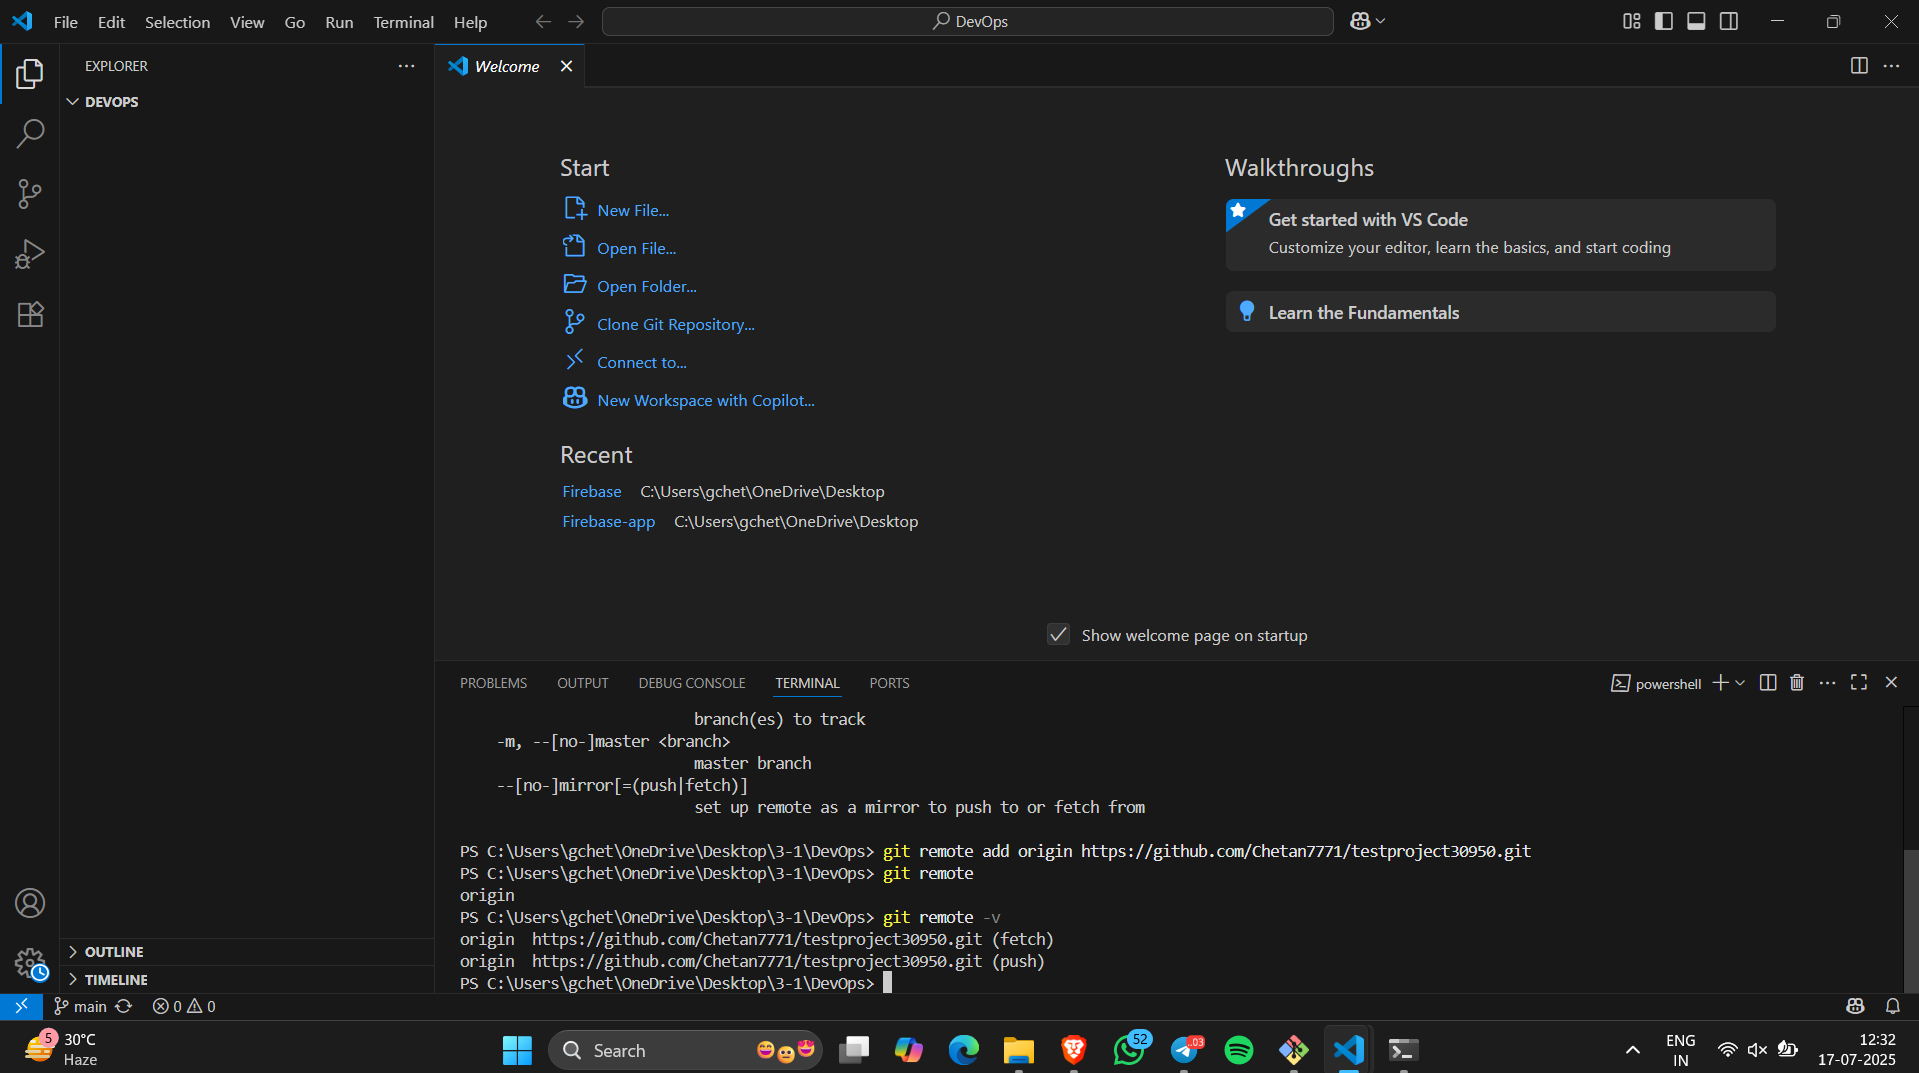 File Edit Selection View Go Run Terminal Help
DevOps
EXPLORER
DEVOPS
OUTLINE
TIMELINE
Welcome
Start
New File...
Open File...
Open Folder...
Clone Git Repository...
Connect to...
New Workspace with Copilot...
Recent
Firebase C:\Users\gchet\OneDrive\Desktop
Firebase-app C:\Users\gchet\OneDrive\Desktop
Walkthroughs
Get started with VS Code
Customize your editor, learn the basics, and start coding
Learn the Fundamentals
Show welcome page on startup
PROBLEMS OUTPUT DEBUG CONSOLE TERMINAL PORTS
powershell
branch(es) to track
-m, --[no-]master <branch>
master branch
--[no-]mirror[=(push|fetch)]
set up remote as a mirror to push to or fetch from
PS C:\Users\gchet\OneDrive\Desktop\3-1\DevOps> git remote add origin https://github.com/Chetan7771/testproject30950.git
PS C:\Users\gchet\OneDrive\Desktop\3-1\DevOps> git remote
origin
PS C:\Users\gchet\OneDrive\Desktop\3-1\DevOps> git remote -v
origin https://github.com/Chetan7771/testproject30950.git (fetch)
origin https://github.com/Chetan7771/testproject30950.git (push)
PS C:\Users\gchet\OneDrive\Desktop\3-1\DevOps>
main 0 0
5
30°C
Haze
Search
52
.03
ENG
IN
12:32
17-07-2025